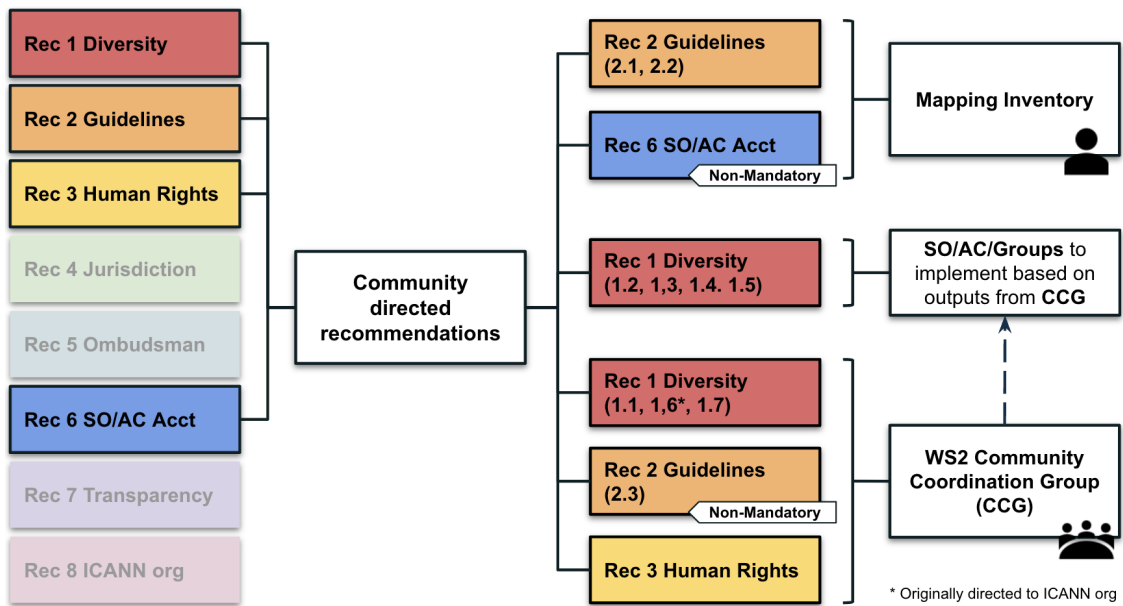 Rec 1 Diversity
Rec 2 Guidelines
Rec 3 Human Rights
Rec 4 Jurisdiction
Rec 5 Ombudsman
Rec 6 SO/AC Acct
Rec 7 Transparency
Rec 8 ICANN org
Community
directed
recommendations
Rec 2 Guidelines
(2.1, 2.2)
Rec 6 SO/AC Acct
Non-Mandatory
Rec 1 Diversity
(1.2, 1,3, 1.4. 1.5)
Rec 1 Diversity
(1.1, 1,6*, 1.7)
Rec 2 Guidelines
(2.3)
Non-Mandatory
Rec 3 Human Rights
Mapping Inventory
SO/AC/Groups to
implement based on
outputs from CCG
WS2 Community
Coordination Group
(CCG)
* Originally directed to ICANN org